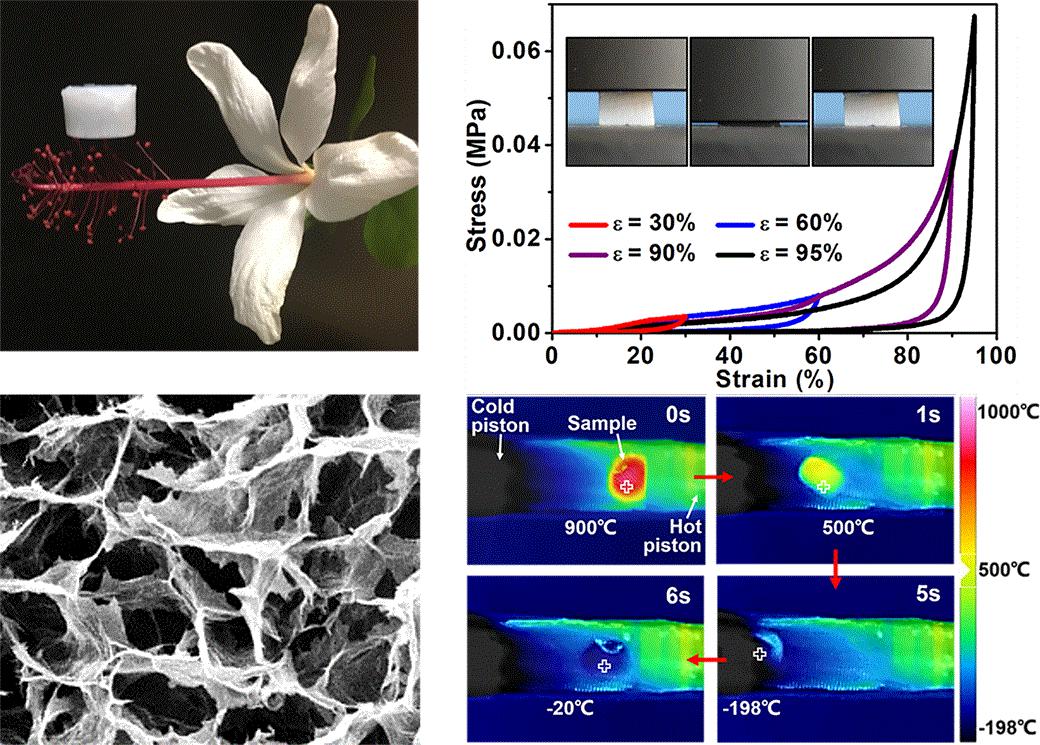 0.06
0.04
0.02
0.00
Stress (MPa)
ε = 30%
ε = 60%
ε = 90%
ε = 95%
0
20
40
60
80
100
Strain (%)
Cold
piston
Sample
0s
900℃
Hot
piston
1s
500℃
6s
-20℃
5s
-198℃
1000℃
500℃
-198℃